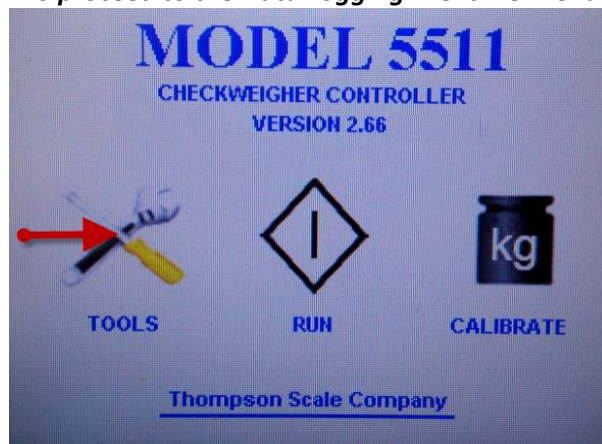 MODEL 5511
CHECKWEIGHER CONTROLLER
VERSION 2.66
kg
TOOLS
RUN
CALIBRATE
Thompson Scale Company